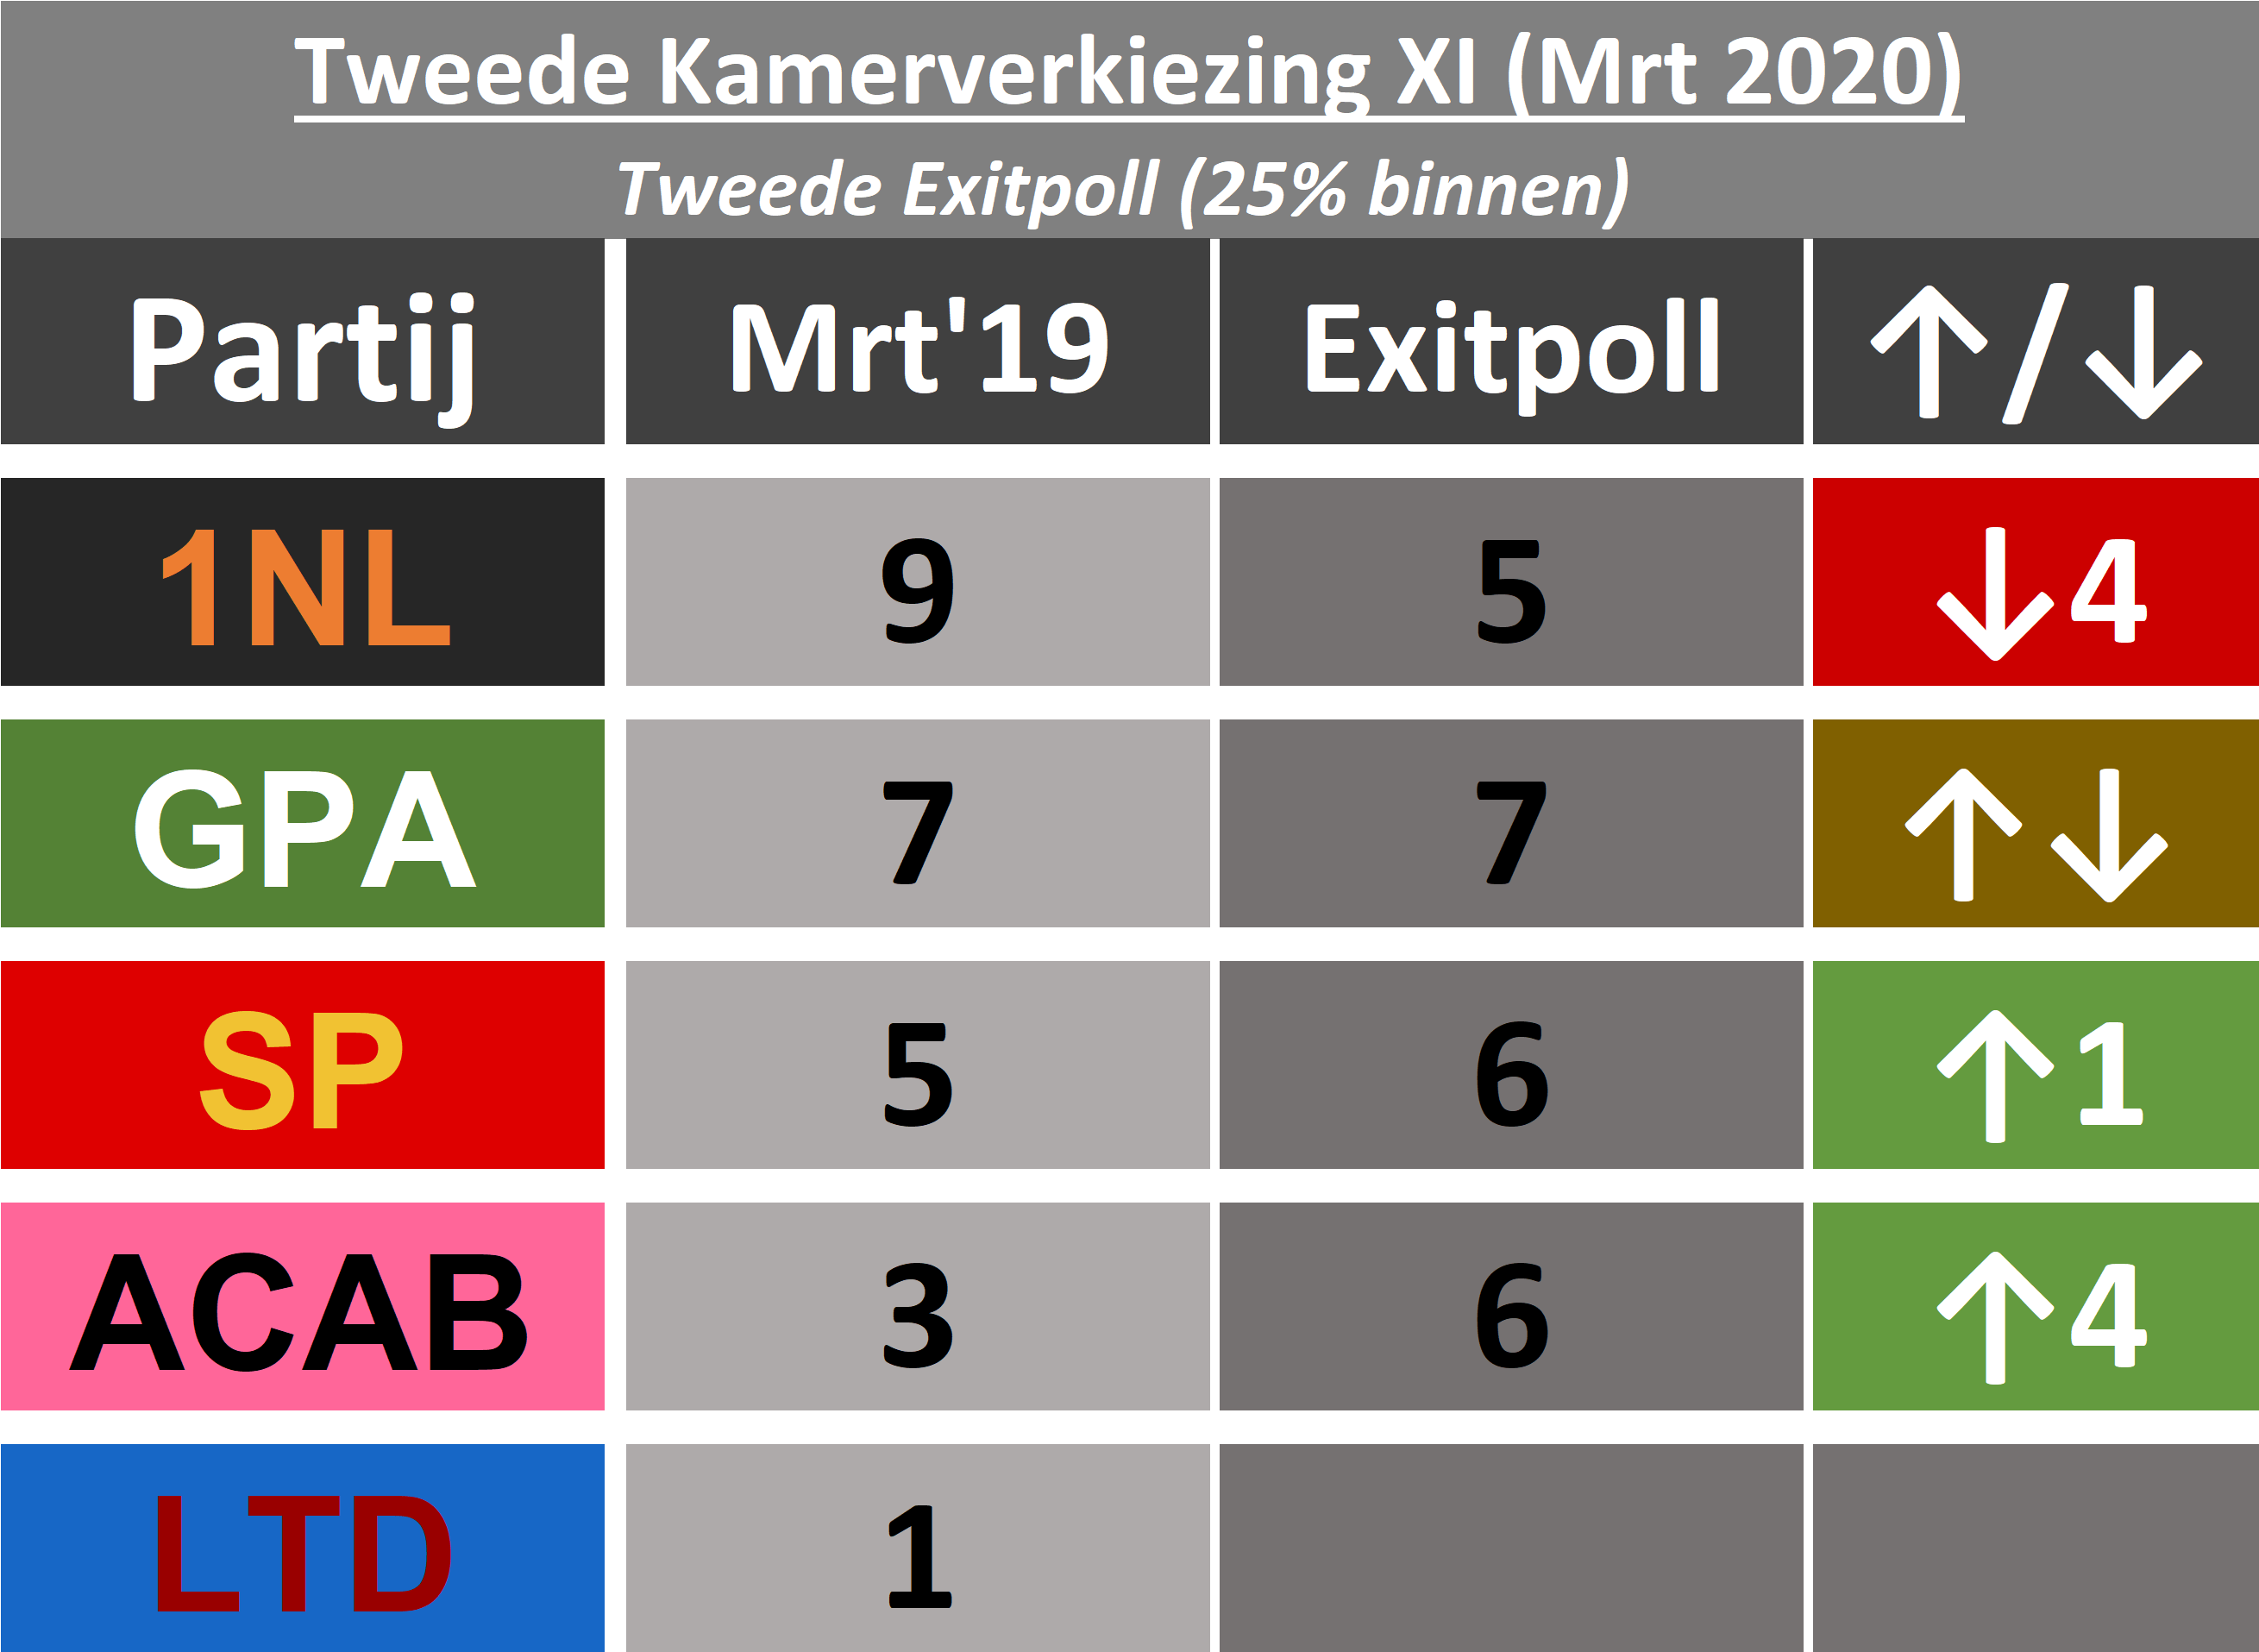 Tweede Kamerverkiezing XI (Mrt 2020)
Tweede Exitpoll (25% binnen)
Partij Mrt'19 Exitpoll ↑/↓
1NL 9 5 ↓4
GPA 7 7 ↑↓
SP 5 6 ↑1
ACAB 3 6 ↑4
LTD 1